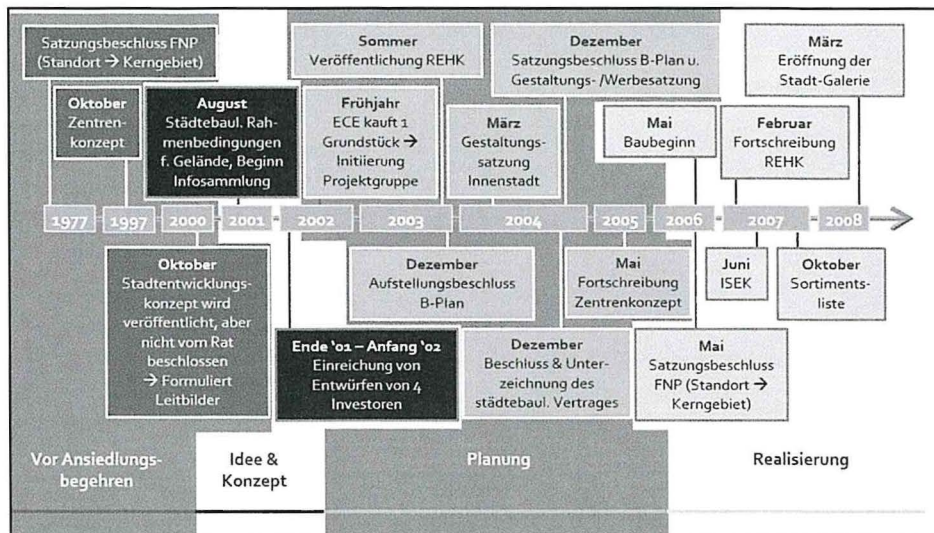 Satzungsbeschluss FNP
(Standort → Kerngebiet)
Oktober
Zentren-
konzept
August
Städtebaul. Rah-
menbedingungen
f. Gelände, Beginn
Infosammlung
Sommer
Veröffentlichung REHK
Frühjahr
ECE kauft 1
Grundstück →
Initiierung
Projektgruppe
März
Gestaltungs-
satzung
Innenstadt
Dezember
Satzungsbeschluss B-Plan u.
Gestaltungs- /Werbesatzung
Mai
Baubeginn
Februar
Fortschreibung
REHK
März
Eröffnung der
Stadt-Galerie
1977 1997 2000 2001 2002 2003 2004 2005 2006 2007 2008
Oktober
Stadtentwicklungs-
konzept wird
veröffentlicht, aber
nicht vom Rat
beschlossen
→ Formuliert
Leitbilder
Ende '01 – Anfang '02
Einreichung von
Entwürfen von 4
Investoren
Dezember
Aufstellungsbeschluss
B-Plan
Dezember
Beschluss & Unter-
zeichnung des
städtebaul. Vertrages
Mai
Fortschreibung
Zentrenkonzept
Mai
Satzungsbeschluss
FNP (Standort →
Kerngebiet)
Juni
ISEK
Oktober
Sortiments-
liste
Vor Ansiedlungs-
begehren
Idee &
Konzept
Planung
Realisierung